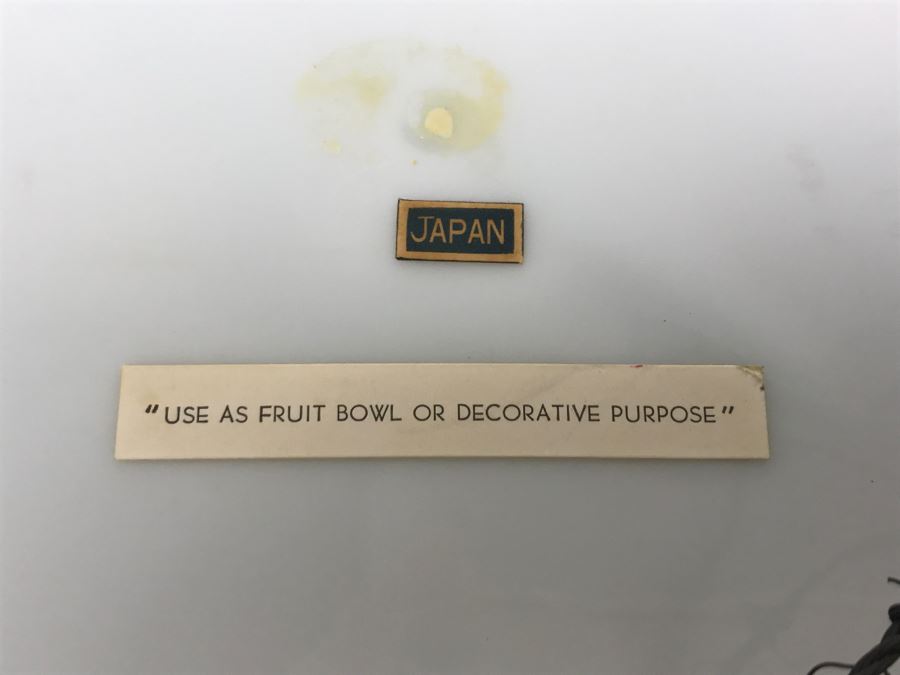 JAPAN
"USE AS FRUIT BOWL OR DECORATIVE PURPOSE"